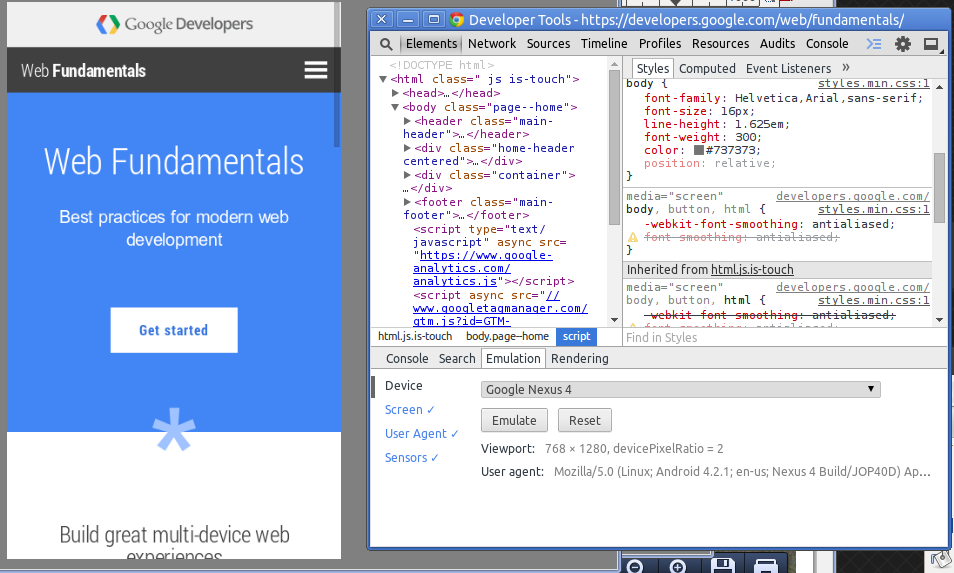 Google Developers
Web Fundamentals
Web Fundamentals
Best practices for modern web
development
Get started
*
Build great multi-device web
experiences
Developer Tools - https://developers.google.com/web/fundamentals/
Elements Network Sources Timeline Profiles Resources Audits Console
<!DOCTYPE html>
<html class=" js is-touch">
<head>…</head>
<body class="page--home">
<header class="main-
header">…</header>
<div class="home-header
centered">…</div>
<div class="container">
…</div>
<footer class="main-
footer">…</footer>
<script type="text/
javascript" async src=
"https://www.google-
analytics.com/
analytics.js"></script>
<script async src="//
www.googletagmanager.com/
gtm.js?id=GTM-
html.js.is-touch body.page--home script
Styles Computed Event Listeners »
body { styles.min.css:1
font-family: Helvetica,Arial,sans-serif;
font-size: 16px;
line-height: 1.625em;
font-weight: 300;
color: #737373;
position: relative;
}
media="screen" developers.google.com/
body, button, html { styles.min.css:1
-webkit-font-smoothing: antialiased;
font-smoothing: antialiased;
}
Inherited from html.js.is-touch
media="screen" developers.google.com/
body, button, html { styles.min.css:1
-webkit-font-smoothing: antialiased;
font-smoothing: antialiased;
Find in Styles
Console Search Emulation Rendering
Device
Screen ✓
User Agent ✓
Sensors ✓
Google Nexus 4
Emulate Reset
Viewport: 768 × 1280, devicePixelRatio = 2
User agent: Mozilla/5.0 (Linux; Android 4.2.1; en-us; Nexus 4 Build/JOP40D) Ap...